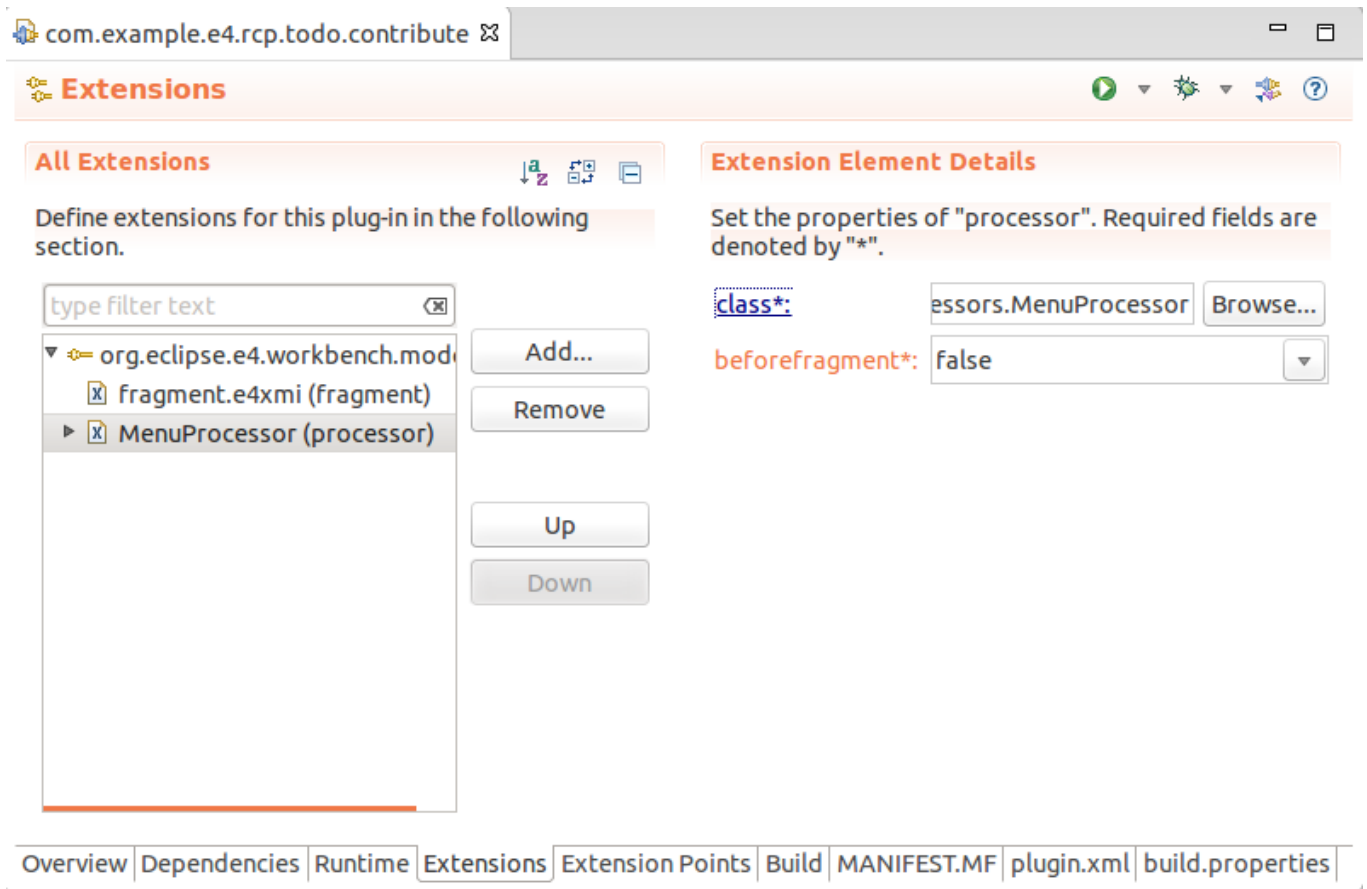 com.example.e4.rcp.todo.contribute
Extensions
All Extensions
Define extensions for this plug-in in the following
section.
type filter text
org.eclipse.e4.workbench.mode
fragment.e4xmi (fragment)
MenuProcessor (processor)
Add...
Remove
Up
Down
Extension Element Details
Set the properties of "processor". Required fields are
denoted by "*".
class*: essors.MenuProcessor Browse...
beforefragment*: false
Overview Dependencies Runtime Extensions Extension Points Build MANIFEST.MF plugin.xml build.properties